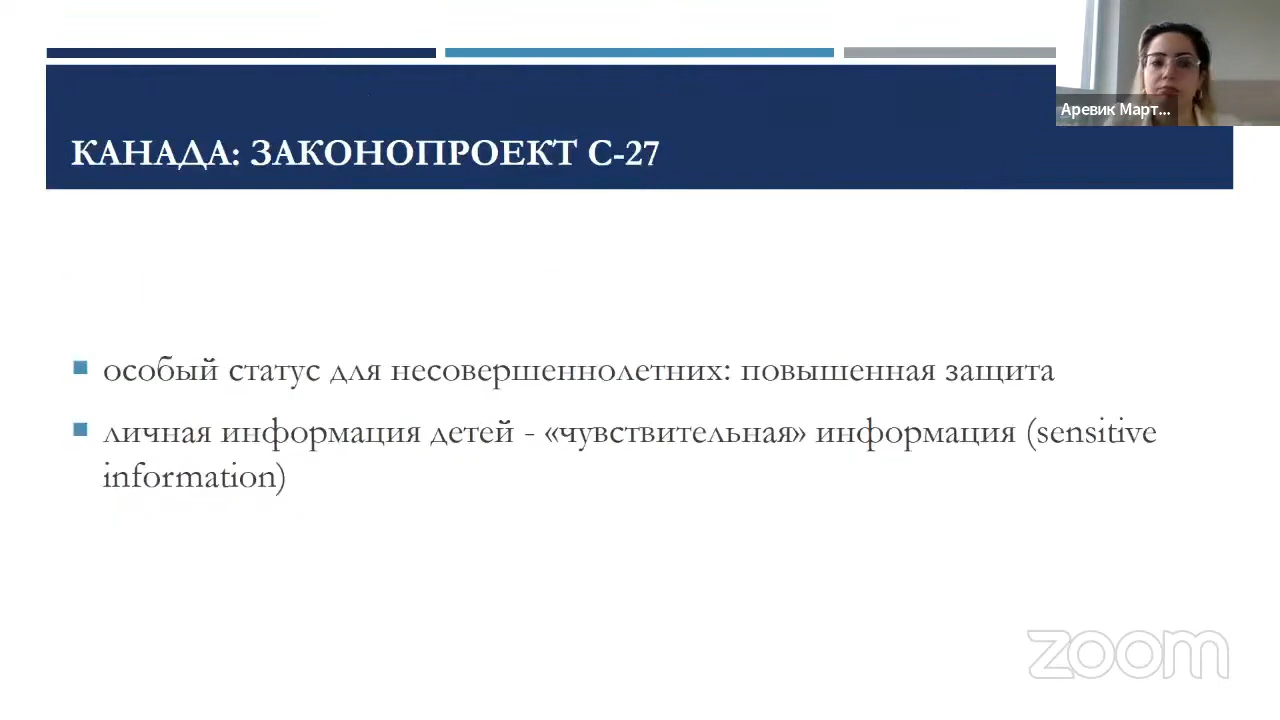 Аревик Март...
КАНАДА: ЗАКОНОПРОЕКТ С-27
особый статус для несовершеннолетних: повышенная защита
личная информация детей - «чувствительная» информация (sensitive
information)
zoom